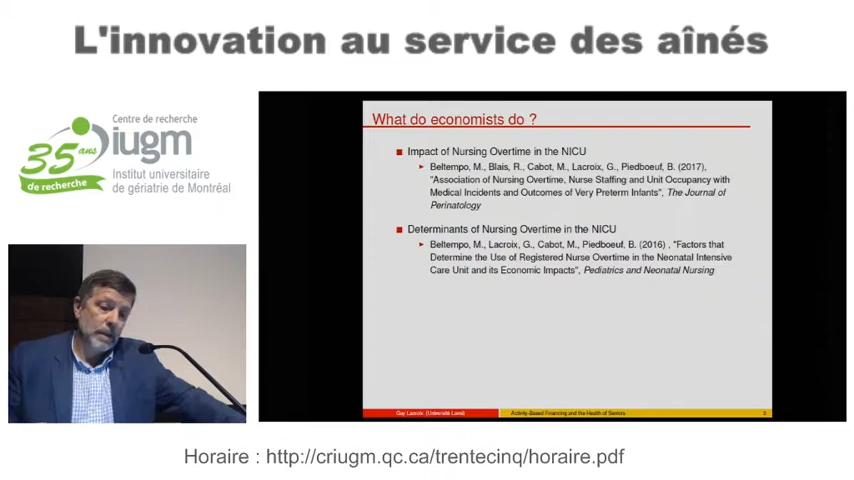 L'innovation au service des aînés
Centre de recherche
iugm
35 ans
de recherche
Institut universitaire
de gériatrie de Montréal
What do economists do ?
Impact of Nursing Overtime in the NICU
Beltempo, M., Blais, R., Cabot, M., Lacroix, G., Piedboeuf, B. (2017),
"Association of Nursing Overtime, Nurse Staffing and Unit Occupancy with
Medical Incidents and Outcomes of Very Preterm Infants", The Journal of
Perinatology
Determinants of Nursing Overtime in the NICU
Beltempo, M., Lacroix, G., Cabot, M., Piedboeuf, B. (2016) , "Factors that
Determine the Use of Registered Nurse Overtime in the Neonatal Intensive
Care Unit and its Economic Impacts", Pediatrics and Neonatal Nursing
Guy Lacroix (Université Laval) Activity-Based Financing and the Health of Seniors 3
Horaire : http://criugm.qc.ca/trentecinq/horaire.pdf